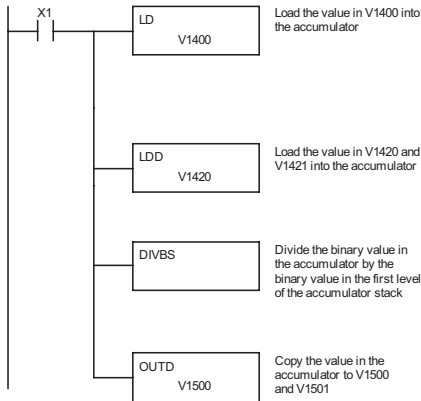 X1
LD
V1400
Load the value in V1400 into
the accumulator
LDD
V1420
Load the value in V1420 and
V1421 into the accumulator
DIVBS
Divide the binary value in
the accumulator by the
binary value in the first level
of the accumulator stack
OUTD
V1500
Copy the value in the
accumulator to V1500
and V1501